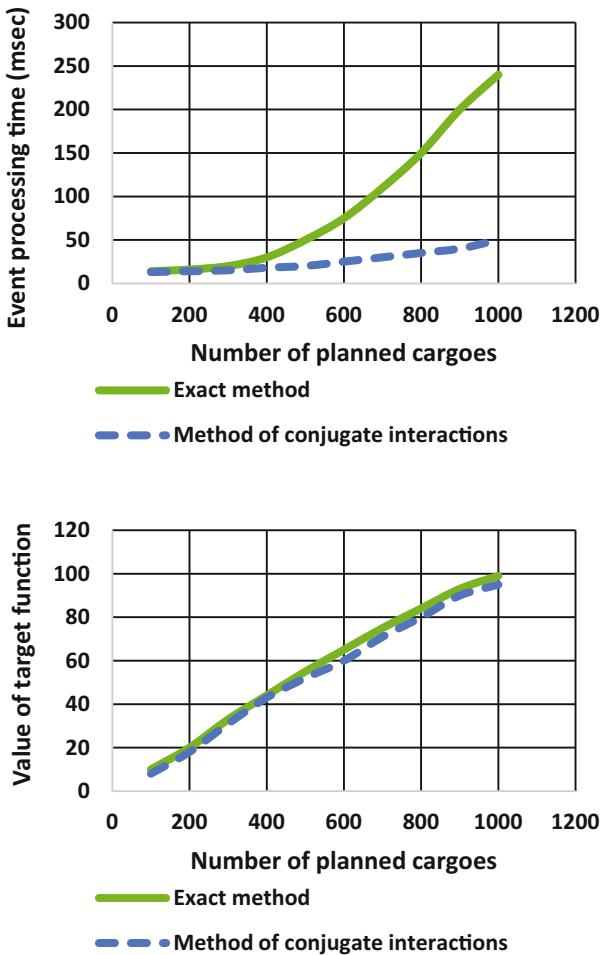 Event processing time (msec)
300
250
200
150
100
50
0
0 200 400 600 800 1000 1200
Number of planned cargoes
Exact method
Method of conjugate interactions
Value of target function
120
100
80
60
40
20
0
0 200 400 600 800 1000 1200
Number of planned cargoes
Exact method
Method of conjugate interactions